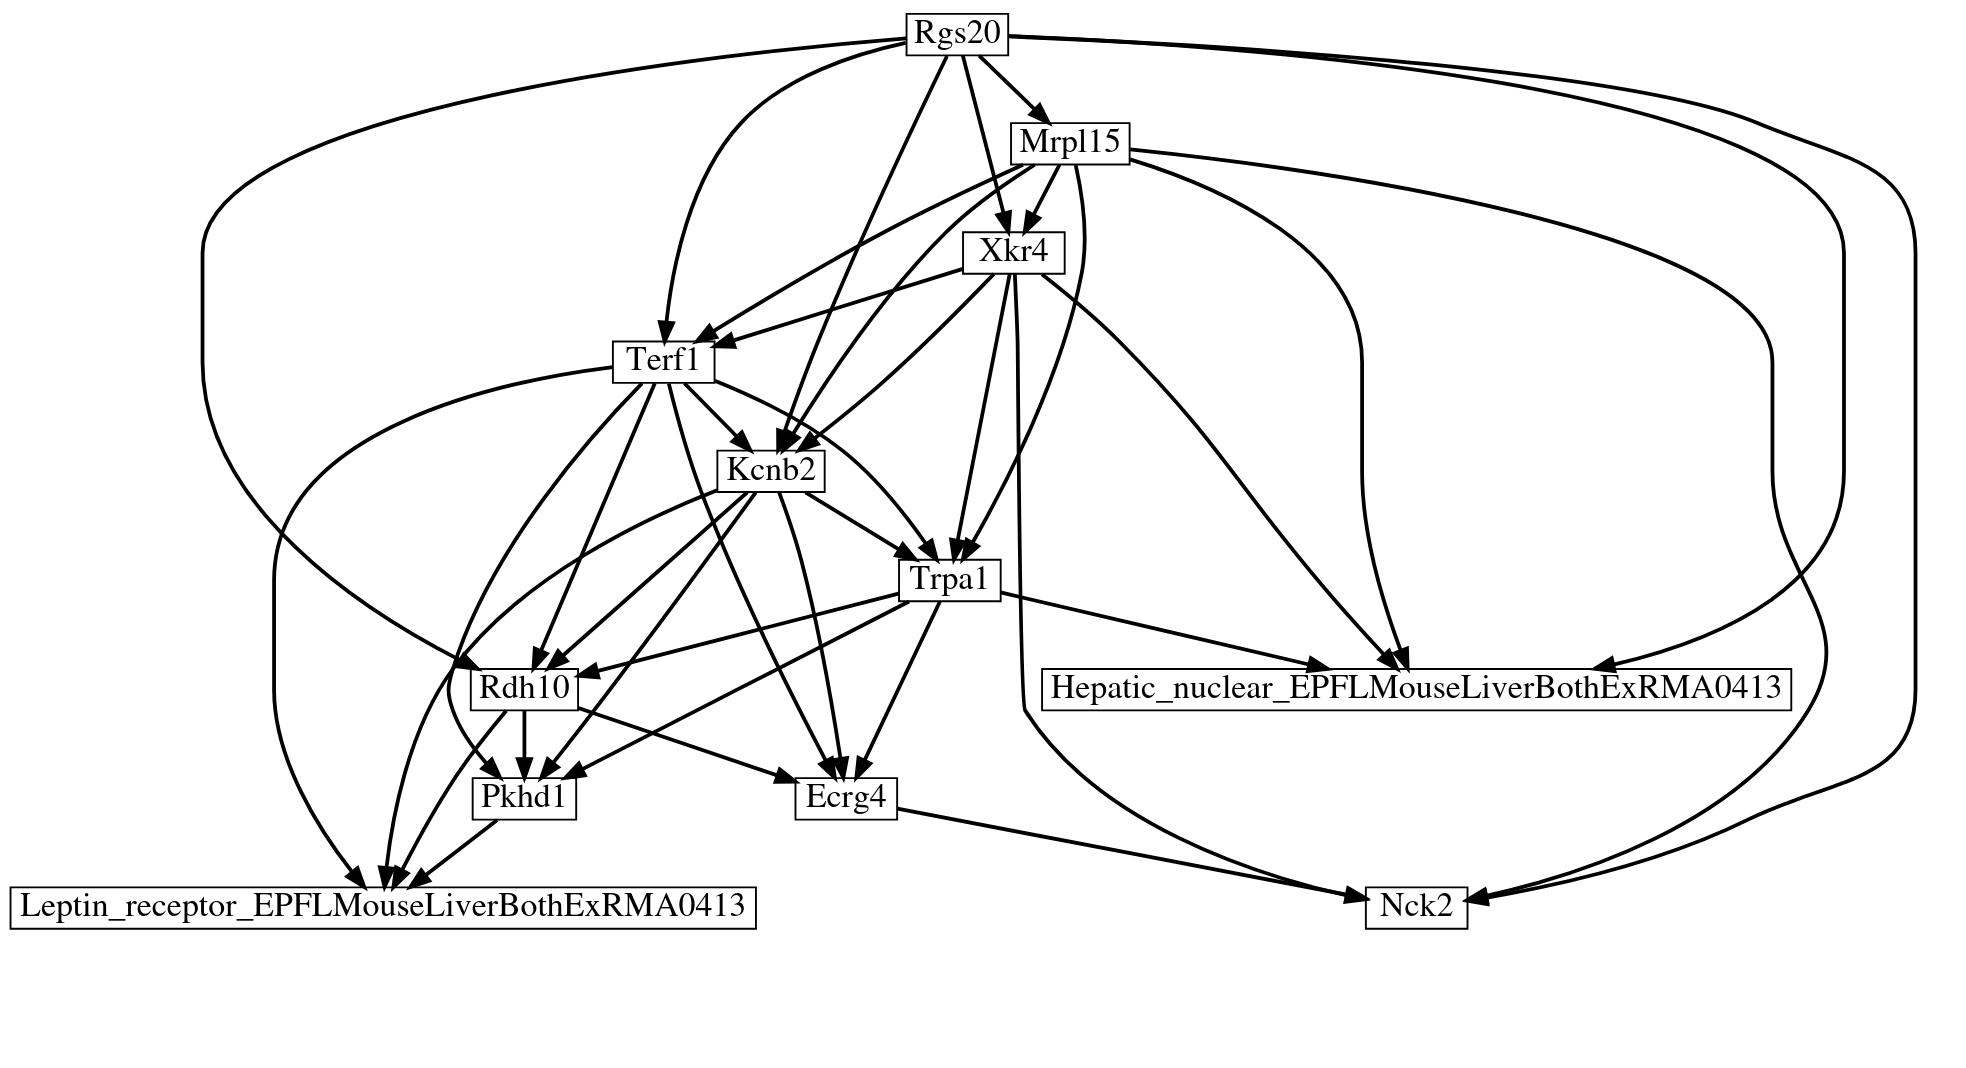 Rgs20
Mrpl15
Xkr4
Terf1
Kcnb2
Trpa1
Rdh10
Hepatic_nuclear_EPFLMouseLiverBothExRMA0413
Pkhd1
Ecrg4
Leptin_receptor_EPFLMouseLiverBothExRMA0413
Nck2